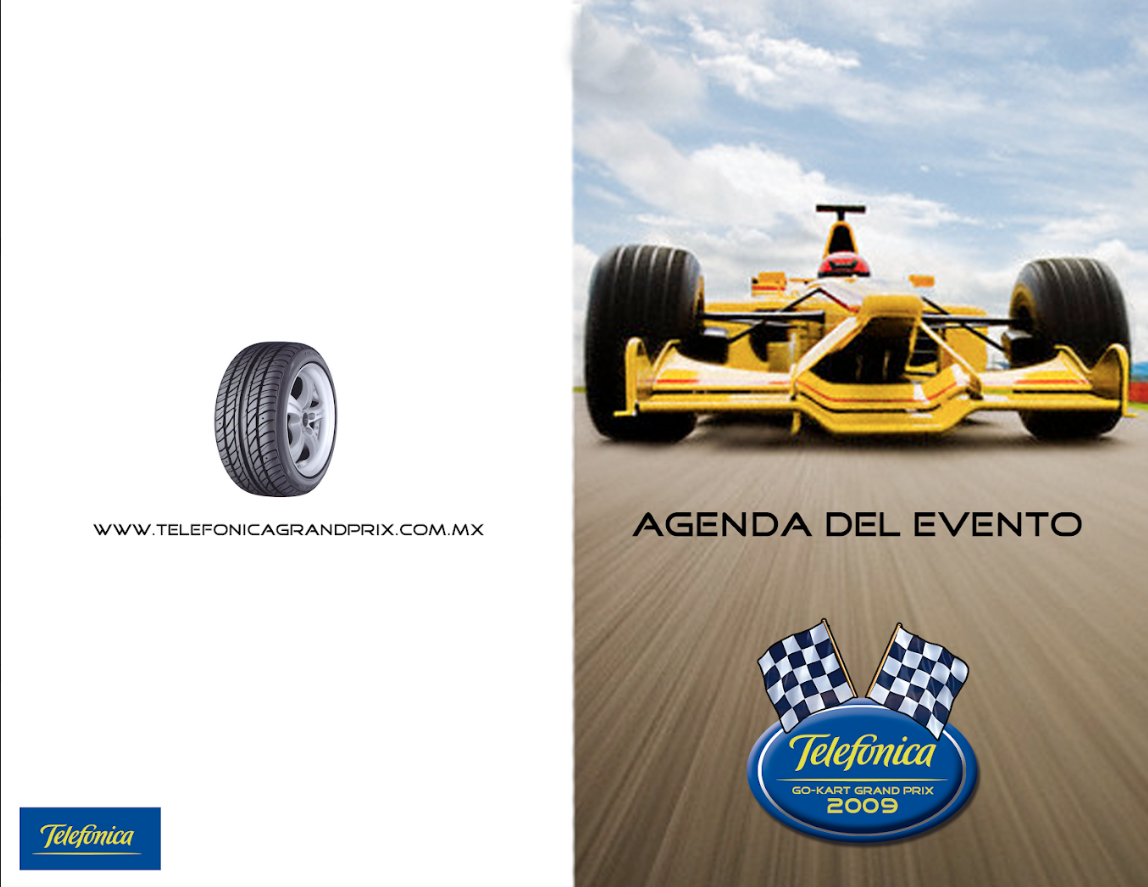 WWW.TELEFONICAGRANDPRIX.COM.MX
Telefónica
AGENDA DEL EVENTO
Telefónica
GO-KART GRAND PRIX
2009